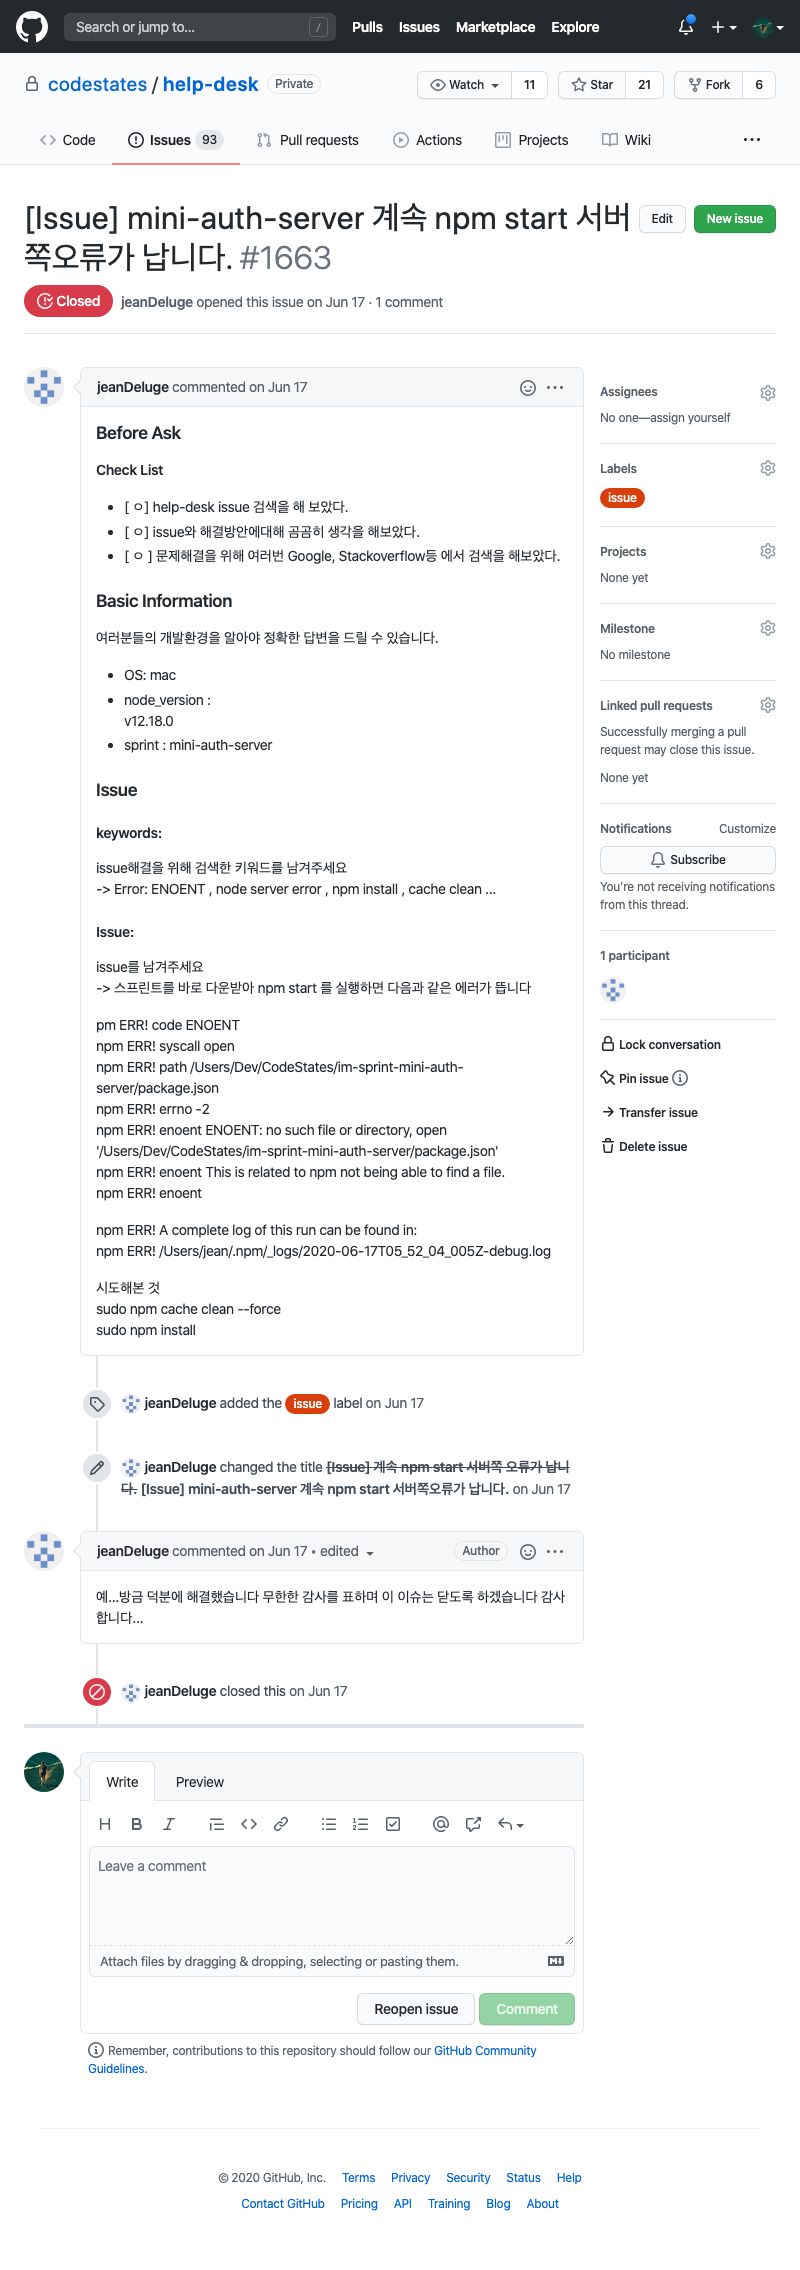 Search or jump to... /
Pulls Issues Marketplace Explore
codestates / help-desk Private
Watch 11 Star 21 Fork 6
Code Issues 93 Pull requests Actions Projects Wiki ...
[Issue] mini-auth-server 계속 npm start 서버
쪽오류가 납니다. #1663
Edit New issue
Closed jeanDeluge opened this issue on Jun 17 · 1 comment
jeanDeluge commented on Jun 17
Before Ask
Check List
• [ ㅇ] help-desk issue 검색을 해 보았다.
• [ ㅇ] issue와 해결방안에대해 곰곰히 생각을 해보았다.
• [ ㅇ ] 문제해결을 위해 여러번 Google, Stackoverflow등 에서 검색을 해보았다.
Basic Information
여러분들의 개발환경을 알아야 정확한 답변을 드릴 수 있습니다.
• OS: mac
• node_version :
v12.18.0
• sprint : mini-auth-server
Issue
keywords:
issue해결을 위해 검색한 키워드를 남겨주세요
-> Error: ENOENT , node server error , npm install , cache clean ...
Issue:
issue를 남겨주세요
-> 스프린트를 바로 다운받아 npm start 를 실행하면 다음과 같은 에러가 뜹니다
pm ERR! code ENOENT
npm ERR! syscall open
npm ERR! path /Users/Dev/CodeStates/im-sprint-mini-auth-
server/package.json
npm ERR! errno -2
npm ERR! enoent ENOENT: no such file or directory, open
'/Users/Dev/CodeStates/im-sprint-mini-auth-server/package.json'
npm ERR! enoent This is related to npm not being able to find a file.
npm ERR! enoent
npm ERR! A complete log of this run can be found in:
npm ERR! /Users/jean/.npm/_logs/2020-06-17T05_52_04_005Z-debug.log
시도해본 것
sudo npm cache clean --force
sudo npm install
Assignees
No one—assign yourself
Labels
issue
Projects
None yet
Milestone
No milestone
Linked pull requests
Successfully merging a pull
request may close this issue.
None yet
Notifications Customize
Subscribe
You're not receiving notifications
from this thread.
1 participant
Lock conversation
Pin issue
Transfer issue
Delete issue
jeanDeluge added the issue label on Jun 17
jeanDeluge changed the title [Issue] 계속 npm start 서버쪽 오류가 납니
다. [Issue] mini-auth-server 계속 npm start 서버쪽오류가 납니다. on Jun 17
jeanDeluge commented on Jun 17 • edited Author
예...방금 덕분에 해결했습니다 무한한 감사를 표하며 이 이슈는 닫도록 하겠습니다 감사
합니다...
jeanDeluge closed this on Jun 17
Write Preview
H B I
Leave a comment
Attach files by dragging & dropping, selecting or pasting them.
Reopen issue Comment
Remember, contributions to this repository should follow our GitHub Community
Guidelines.
© 2020 GitHub, Inc. Terms Privacy Security Status Help
Contact GitHub Pricing API Training Blog About